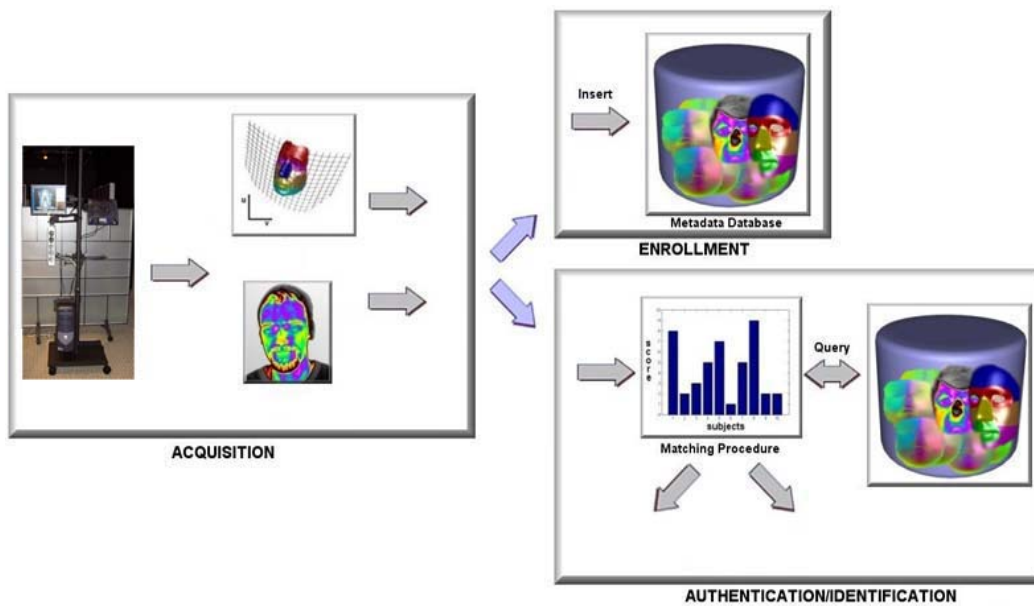 Insert
Metadata Database
ENROLLMENT
u
v
ACQUISITION
score
subjects
Query
Matching Procedure
AUTHENTICATION/IDENTIFICATION